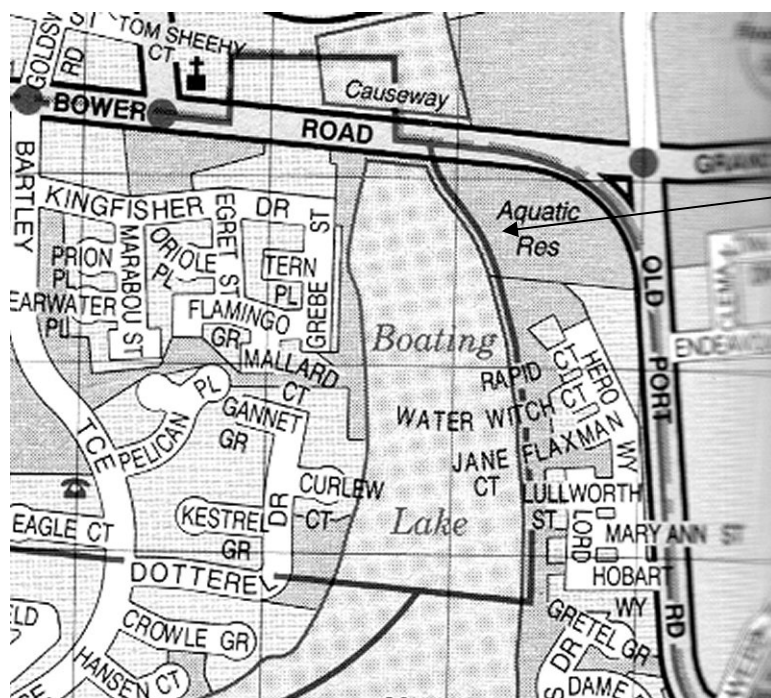 GOLDSW
ST
RD
TOM SHEEHY
CT
Causeway
BOWER ROAD
BARTLEY
TCE
KINGFISHER DR
EGRET ST
GREBE ST
Aquatic
Res
PRION
PL
MARABOU ST
ORIOLE
PL
TERN
PL
EARWATER
PL
FLAMINGO
GR
MALLARD
CT
OLD PORT RD
ENDEAVO
Boating
Lake
RAPID
CT
HERO
WY
WATER WITCH
CT
FLAXMAN
JANE
CT
PELICAN PL
GANNET
GR
DR
CURLEW
CT
LULLWORTH
ST
LORD
HOBART
WY
MARY ANN ST
EAGLE CT
KESTREL
GR
DOTTEREL
GRETEL GR
CROWLE GR
HANSEN CT
DR
DAME